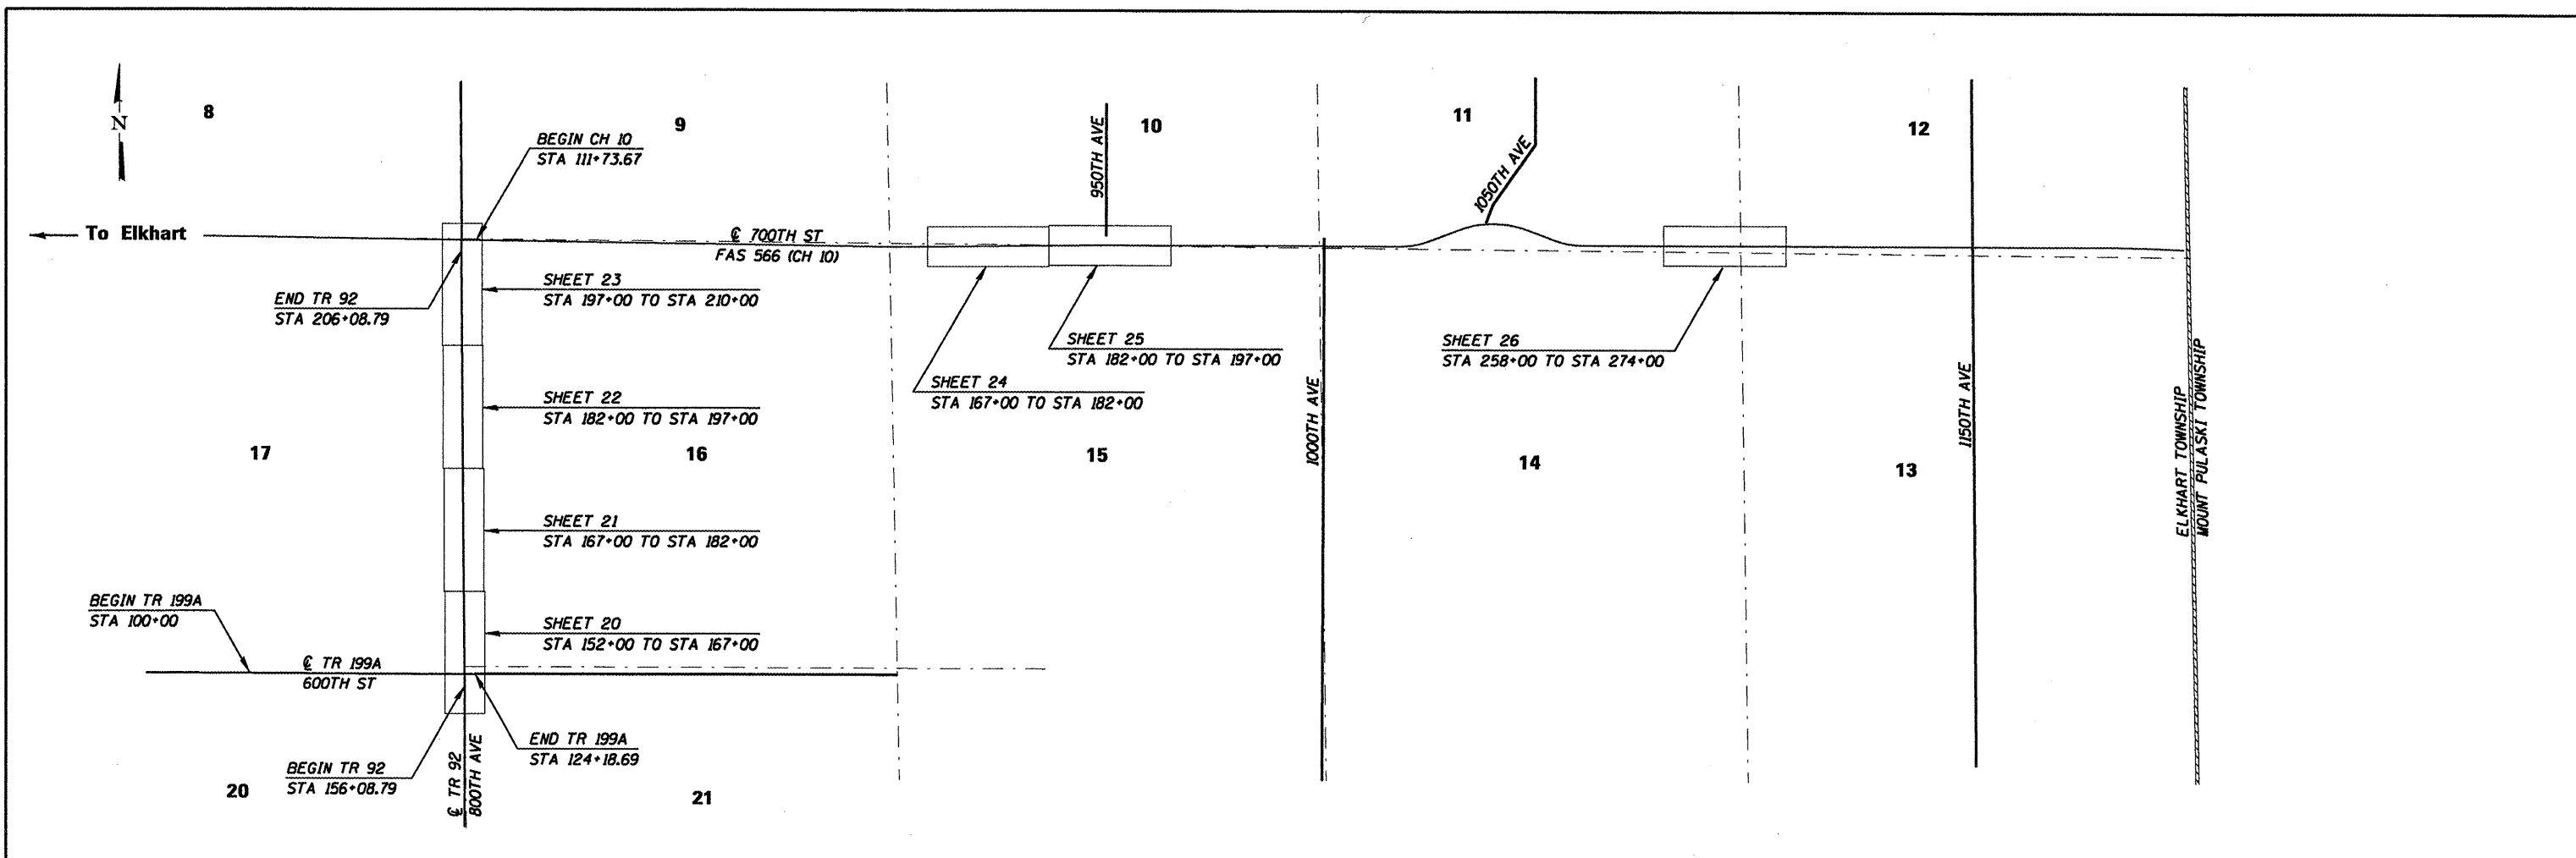 8
9
10
11
12
N
BEGIN CH 10
STA 111+73.67
950TH AVE
1050TH AVE
To Elkhart
℄ 700TH ST
FAS 566 (CH 10)
END TR 92
STA 206+08.79
SHEET 23
STA 197+00 TO STA 210+00
SHEET 25
STA 182+00 TO STA 197+00
SHEET 26
STA 258+00 TO STA 274+00
SHEET 24
STA 167+00 TO STA 182+00
SHEET 22
STA 182+00 TO STA 197+00
1000TH AVE
1150TH AVE
ELKHART TOWNSHIP
MOUNT PULASKI TOWNSHIP
17
16
15
14
13
SHEET 21
STA 167+00 TO STA 182+00
BEGIN TR 199A
STA 100+00
SHEET 20
STA 152+00 TO STA 167+00
℄ TR 199A
600TH ST
END TR 199A
STA 124+18.69
BEGIN TR 92
STA 156+08.79
℄ TR 92
800TH AVE
20
21